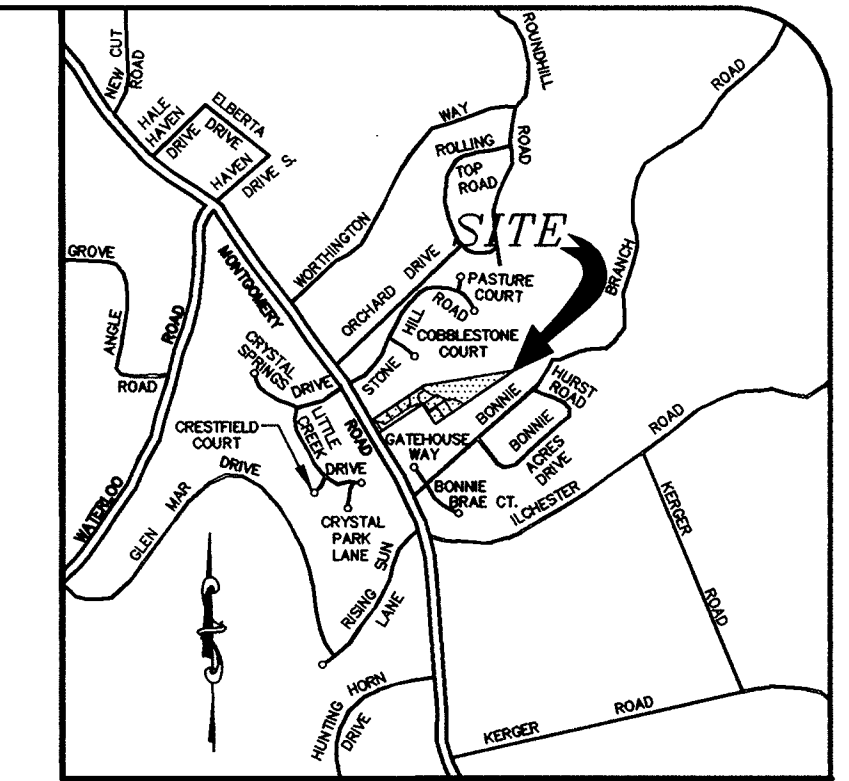 NEW CUT
ROAD
HALE
HAVEN
DRIVE
ELBERTA
DRIVE
HAVEN
DRIVE S.
ROUNDHILL
ROAD
WAY
WORTHINGTON
ROLLING
TOP
ROAD
ROAD
BRANCH
SITE
GROVE
ANGLE
ROAD
ROAD
WATERLOO
MONTGOMERY
ROAD
ORCHARD DRIVE
PASTURE
COURT
STONE HILL ROAD
COBBLESTONE
COURT
CRYSTAL
SPRINGS
DRIVE
LITTLE
CREEK
DRIVE
CRESTFIELD
COURT
CRYSTAL
PARK
LANE
GATEHOUSE
WAY
BONNIE
HURST
ROAD
BONNIE
ACRES
DRIVE
BONNIE
BRAE CT.
ILCHESTER
ROAD
GLEN MAR DRIVE
RISING SUN
LANE
HUNTING HORN
DRIVE
KERGER
ROAD
KERGER ROAD